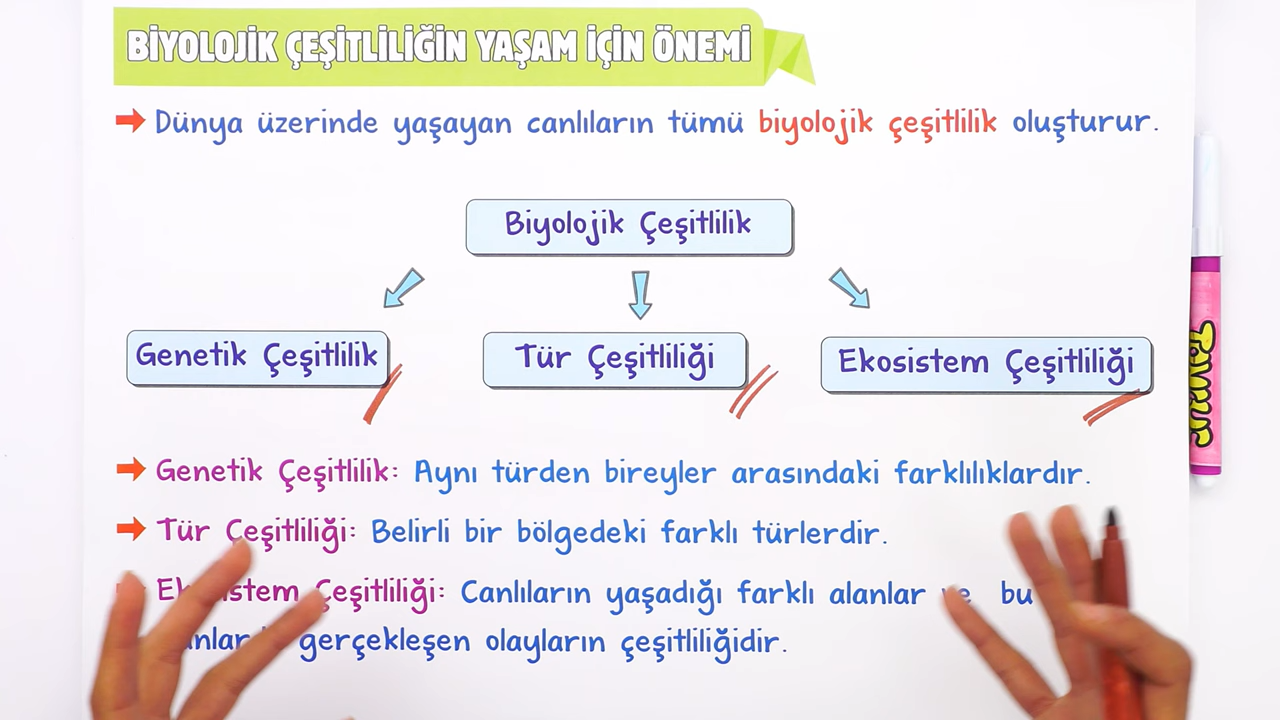 BİYOLOJİK ÇEŞİTLİLİĞİN YAŞAM İÇİN ÖNEMİ
Dünya üzerinde yaşayan canlıların tümü biyolojik çeşitlilik oluşturur.
Biyolojik Çeşitlilik
Genetik Çeşitlilik Tür Çeşitliliği Ekosistem Çeşitliliği
Genetik Çeşitlilik: Aynı türden bireyler arasındaki farklılıklardır.
Tür Çeşitliliği: Belirli bir bölgedeki farklı türlerdir.
Ekosistem Çeşitliliği: Canlıların yaşadığı farklı alanlar ve bu
gerçekleşen olayların çeşitliliğidir.